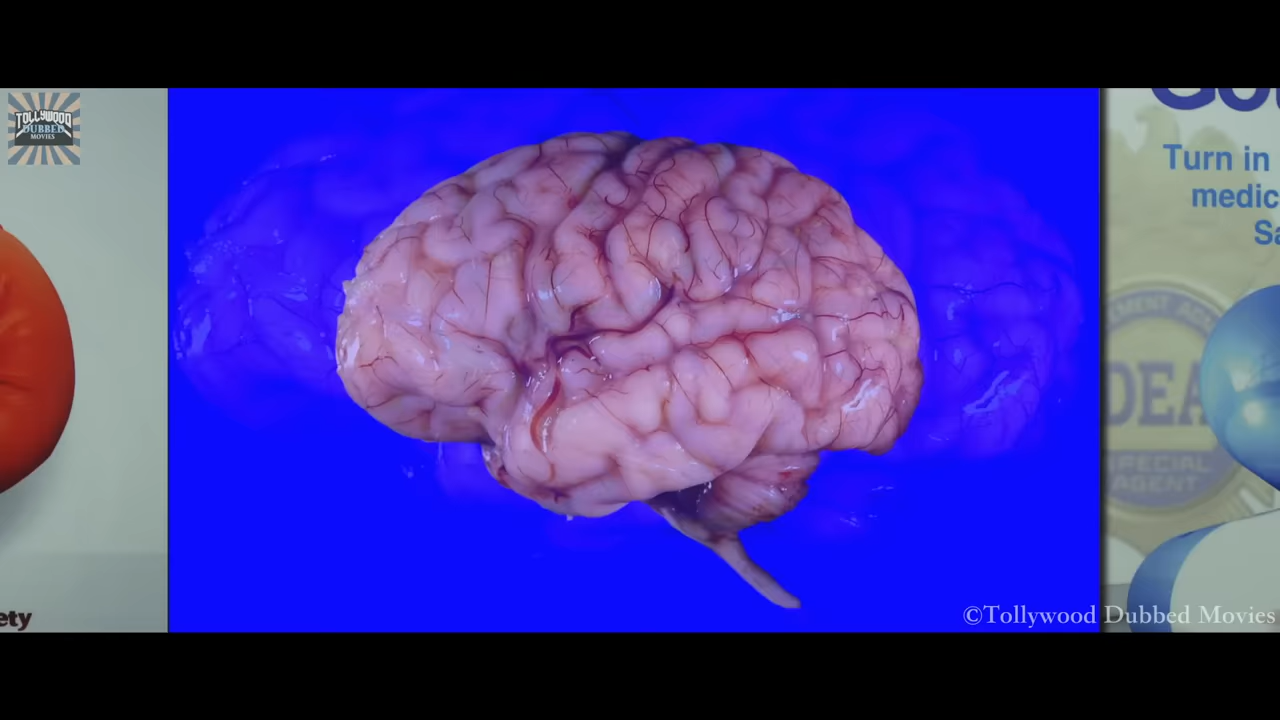 TOLLYWOOD
DUBBED
MOVIES
Turn in
medic
Sa
DEA
SPECIAL
AGENT
ety
©Tollywood Dubbed Movies